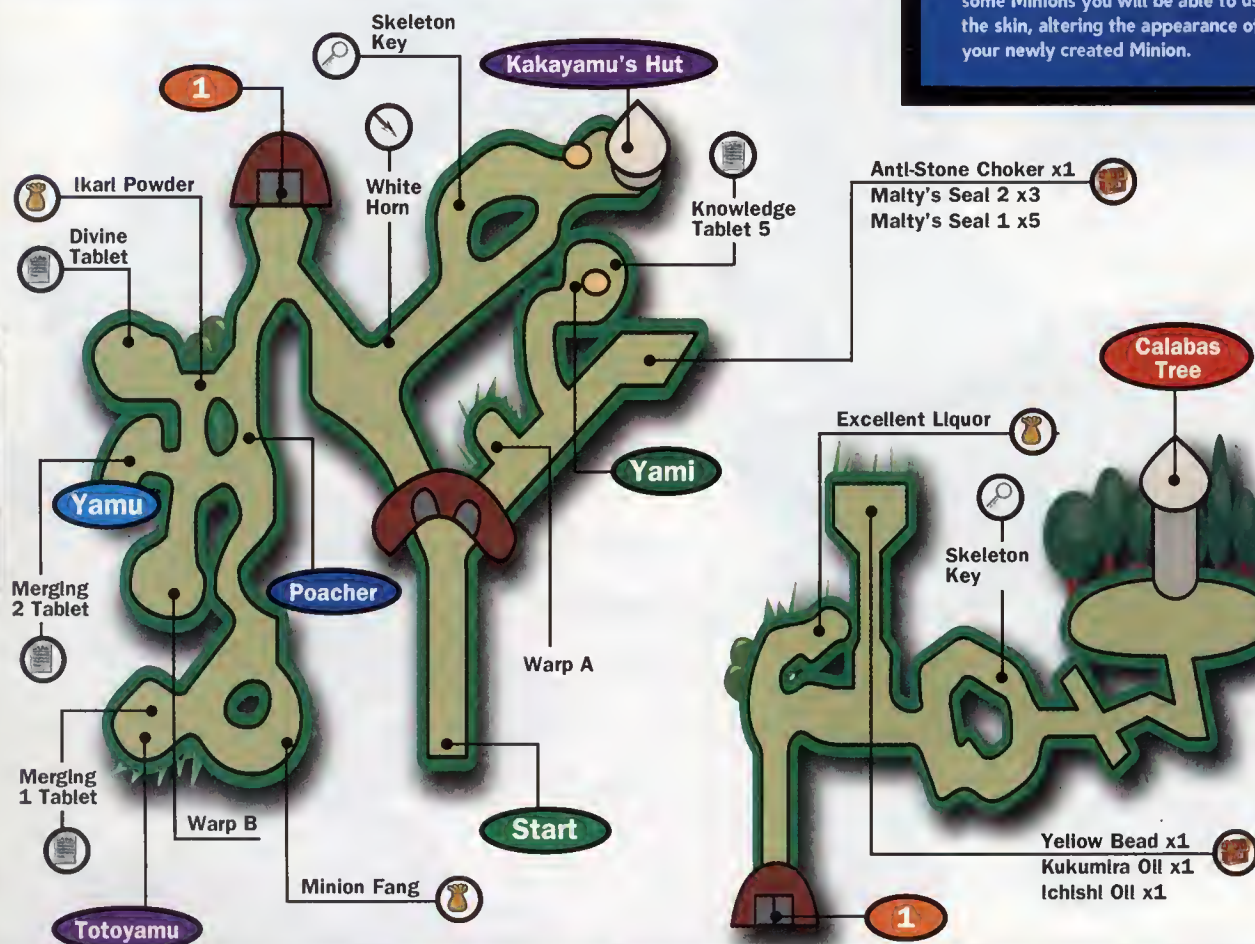 some Minions you will be able to us
the skin, altering the appearance o
your newly created Minion.
Skeleton
Key
Kakayamu's Hut
1
White
Horn
Ikari Powder
Divine
Tablet
Knowledge
Tablet 5
Anti-Stone Choker x1
Malty's Seal 2 x3
Malty's Seal 1 x5
Calabas
Tree
Excellent Liquor
Yami
Skeleton
Key
Yamu
Poacher
Merging
2 Tablet
Warp A
Merging
1 Tablet
Warp B
Start
Minion Fang
Totoyamu
Yellow Bead x1
Kukumira Oil x1
Ichishi Oil x1
1